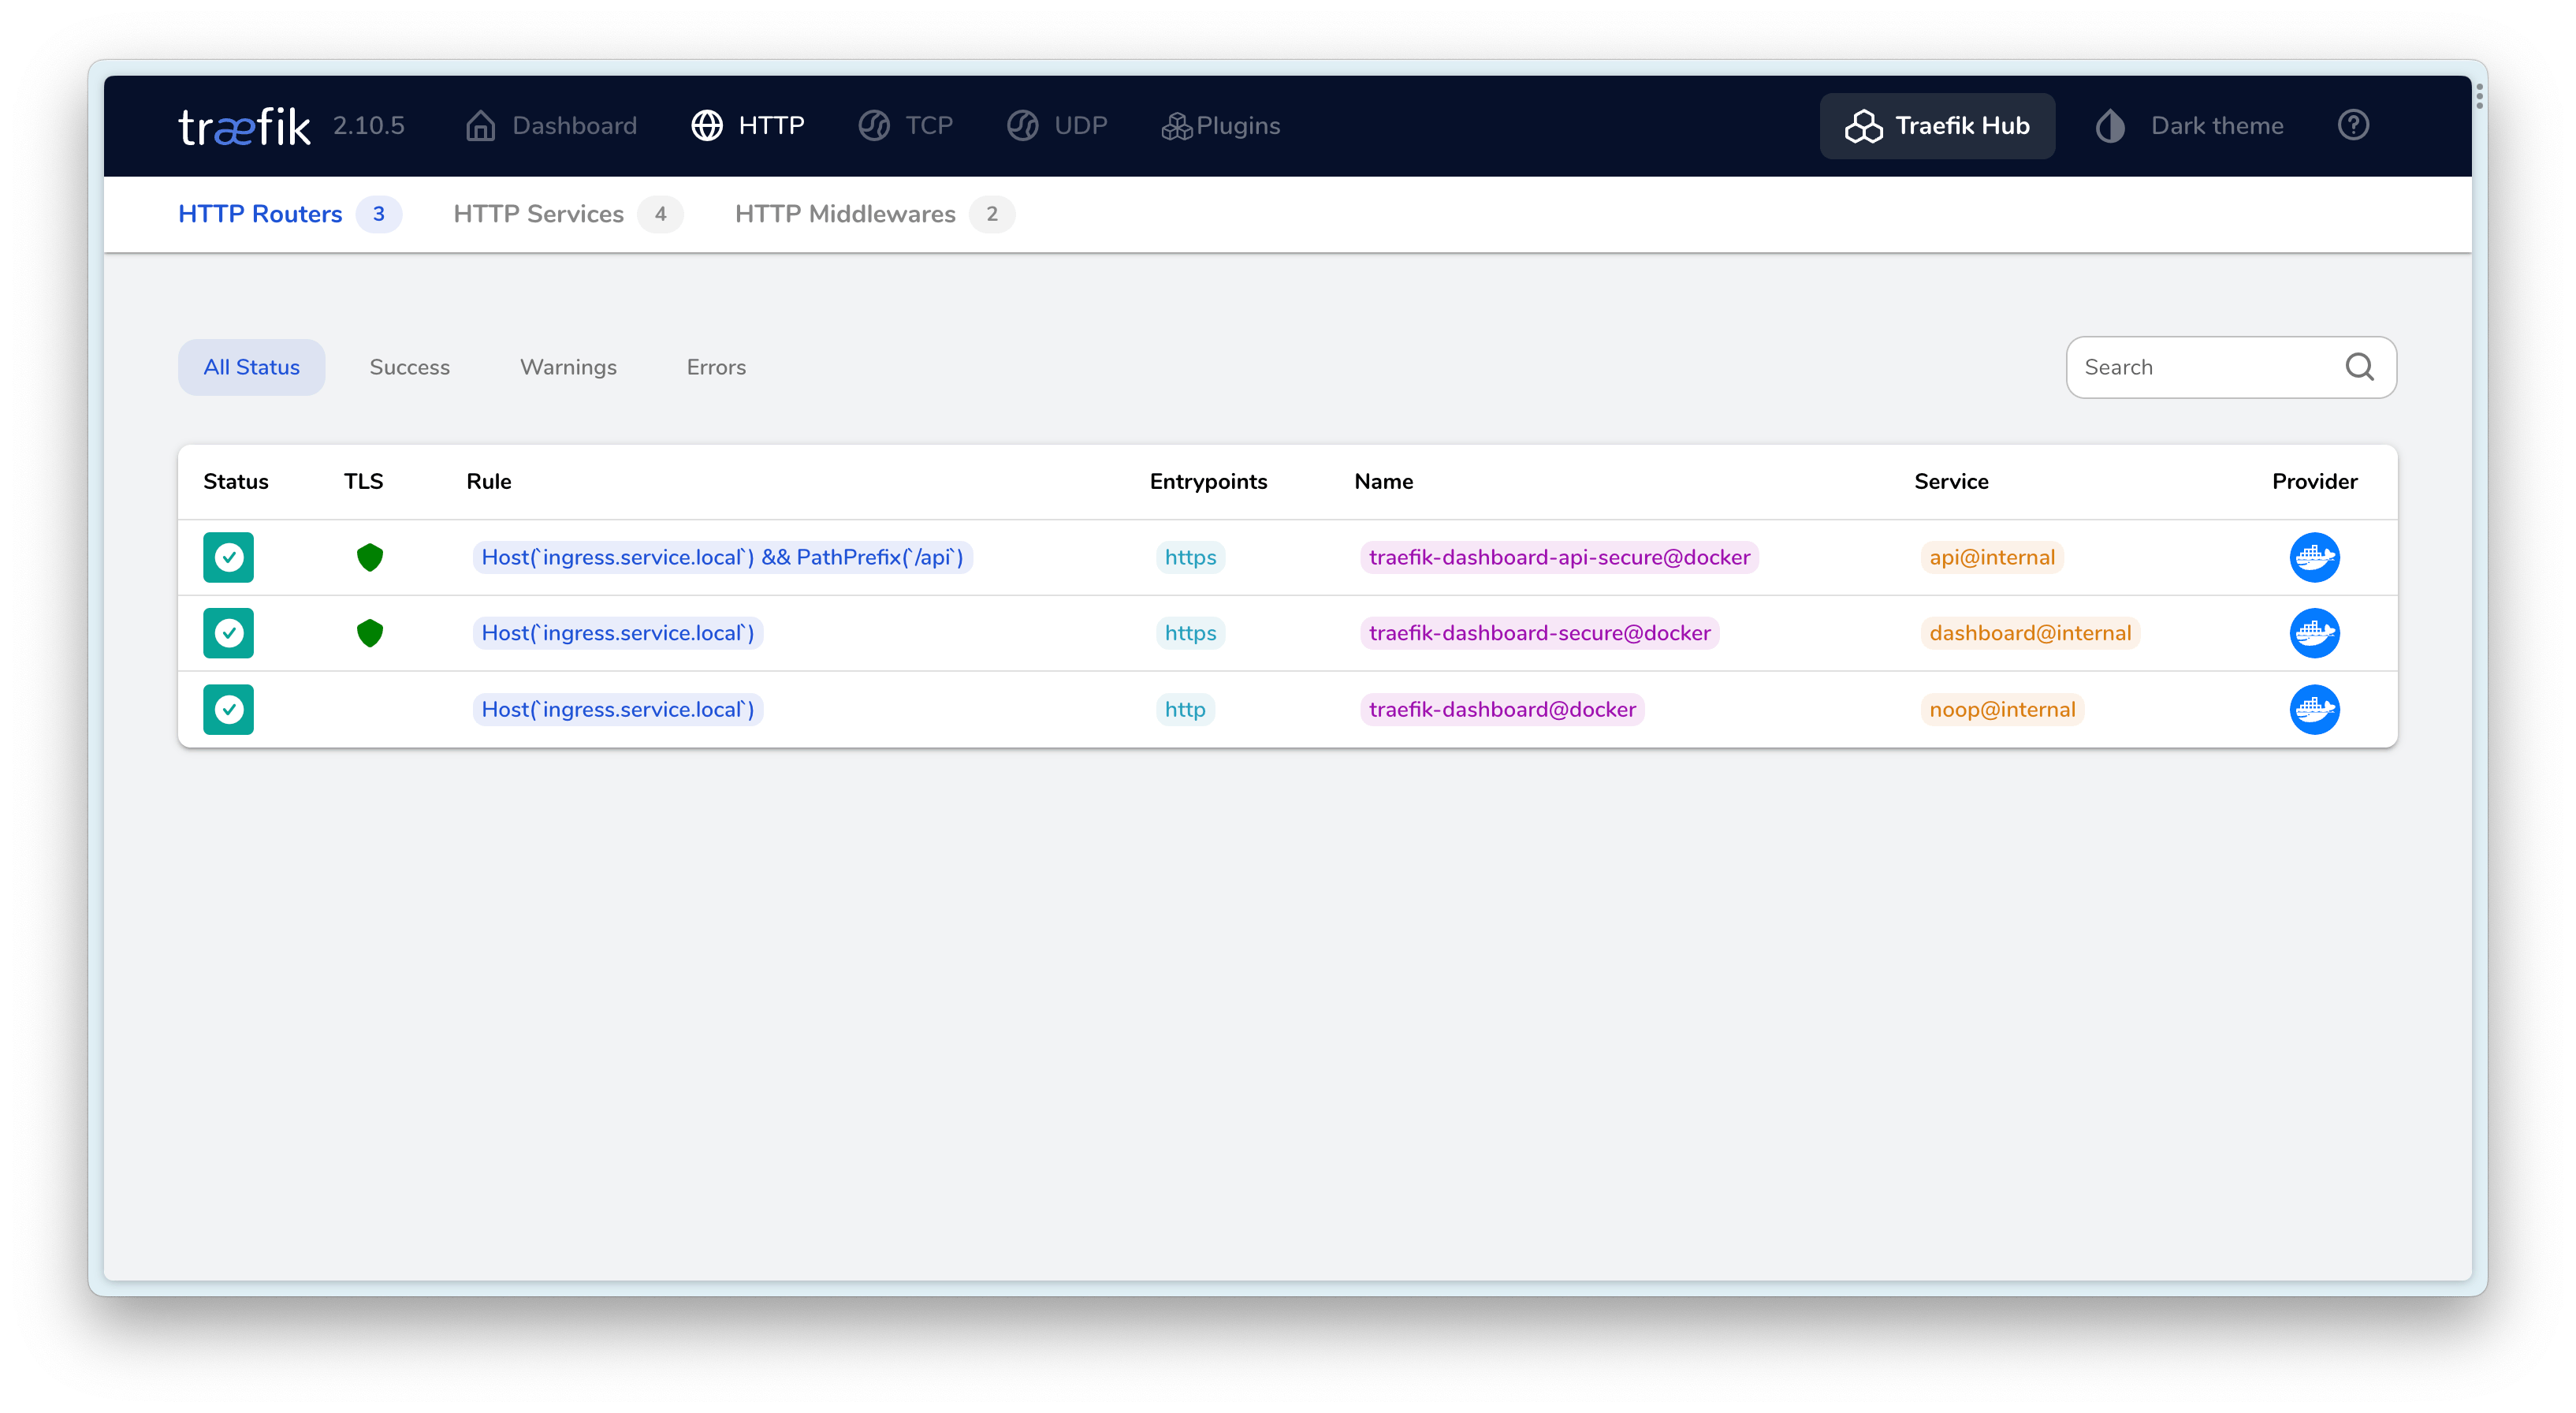 træfik 2.10.5 Dashboard HTTP TCP UDP Plugins Traefik Hub Dark theme
HTTP Routers 3 HTTP Services 4 HTTP Middlewares 2
All Status Success Warnings Errors Search
Status TLS Rule Entrypoints Name Service Provider
Host(`ingress.service.local`) && PathPrefix(`/api`) https traefik-dashboard-api-secure@docker api@internal
Host(`ingress.service.local`) https traefik-dashboard-secure@docker dashboard@internal
Host(`ingress.service.local`) http traefik-dashboard@docker noop@internal